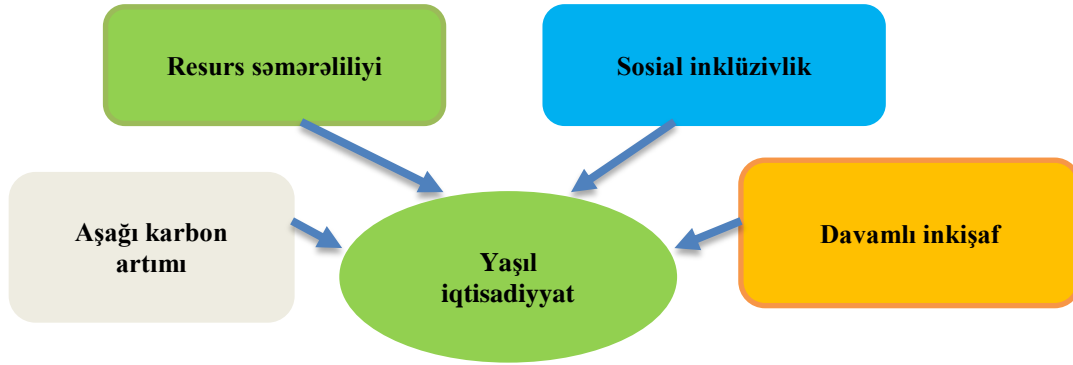 Resurs səmərəliliyi
Sosial inklüzivlik
Aşağı karbon
artımı
Davamlı inkişaf
Yaşıl
iqtisadiyyat